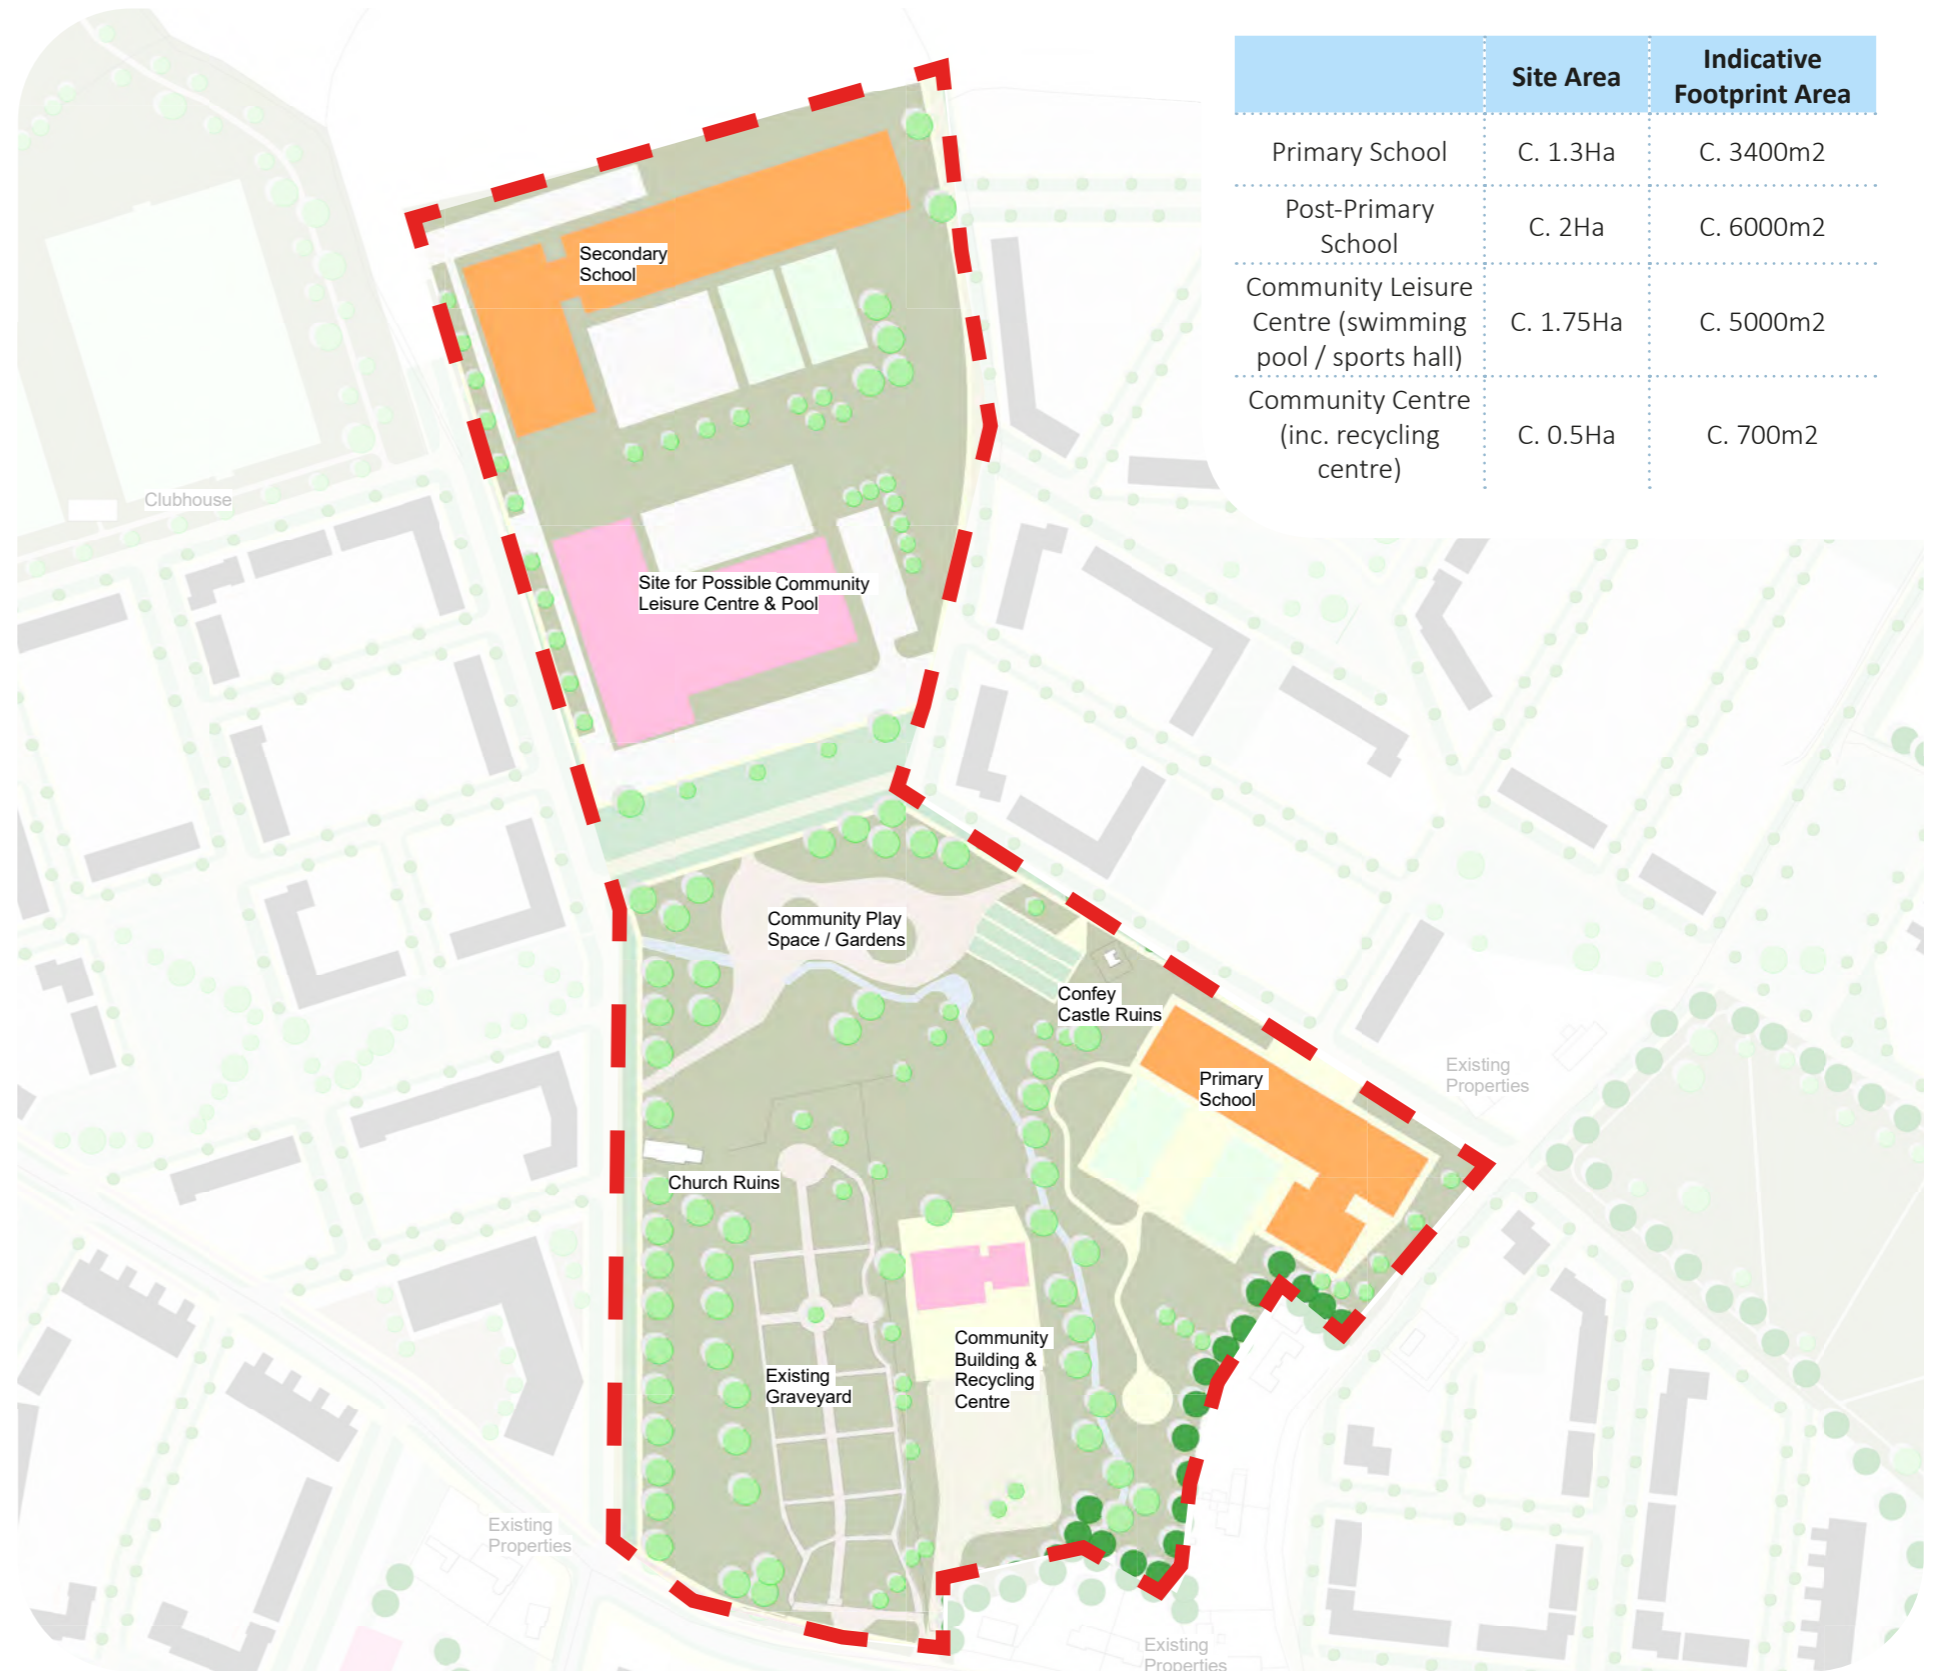 Site Area
Indicative
Footprint Area
Primary School
C. 1.3Ha
C. 3400m2
Post-Primary
School
C. 2Ha
C. 6000m2
Community Leisure
Centre (swimming
pool / sports hall)
C. 1.75Ha
C. 5000m2
Community Centre
(inc. recycling
centre)
C. 0.5Ha
C. 700m2
Secondary
School
Clubhouse
Site for Possible Community
Leisure Centre & Pool
Community Play
Space / Gardens
Confey
Castle Ruins
Primary
School
Existing
Properties
Church Ruins
Community
Building &
Recycling
Centre
Existing
Graveyard
Existing
Properties
Existing
Properties